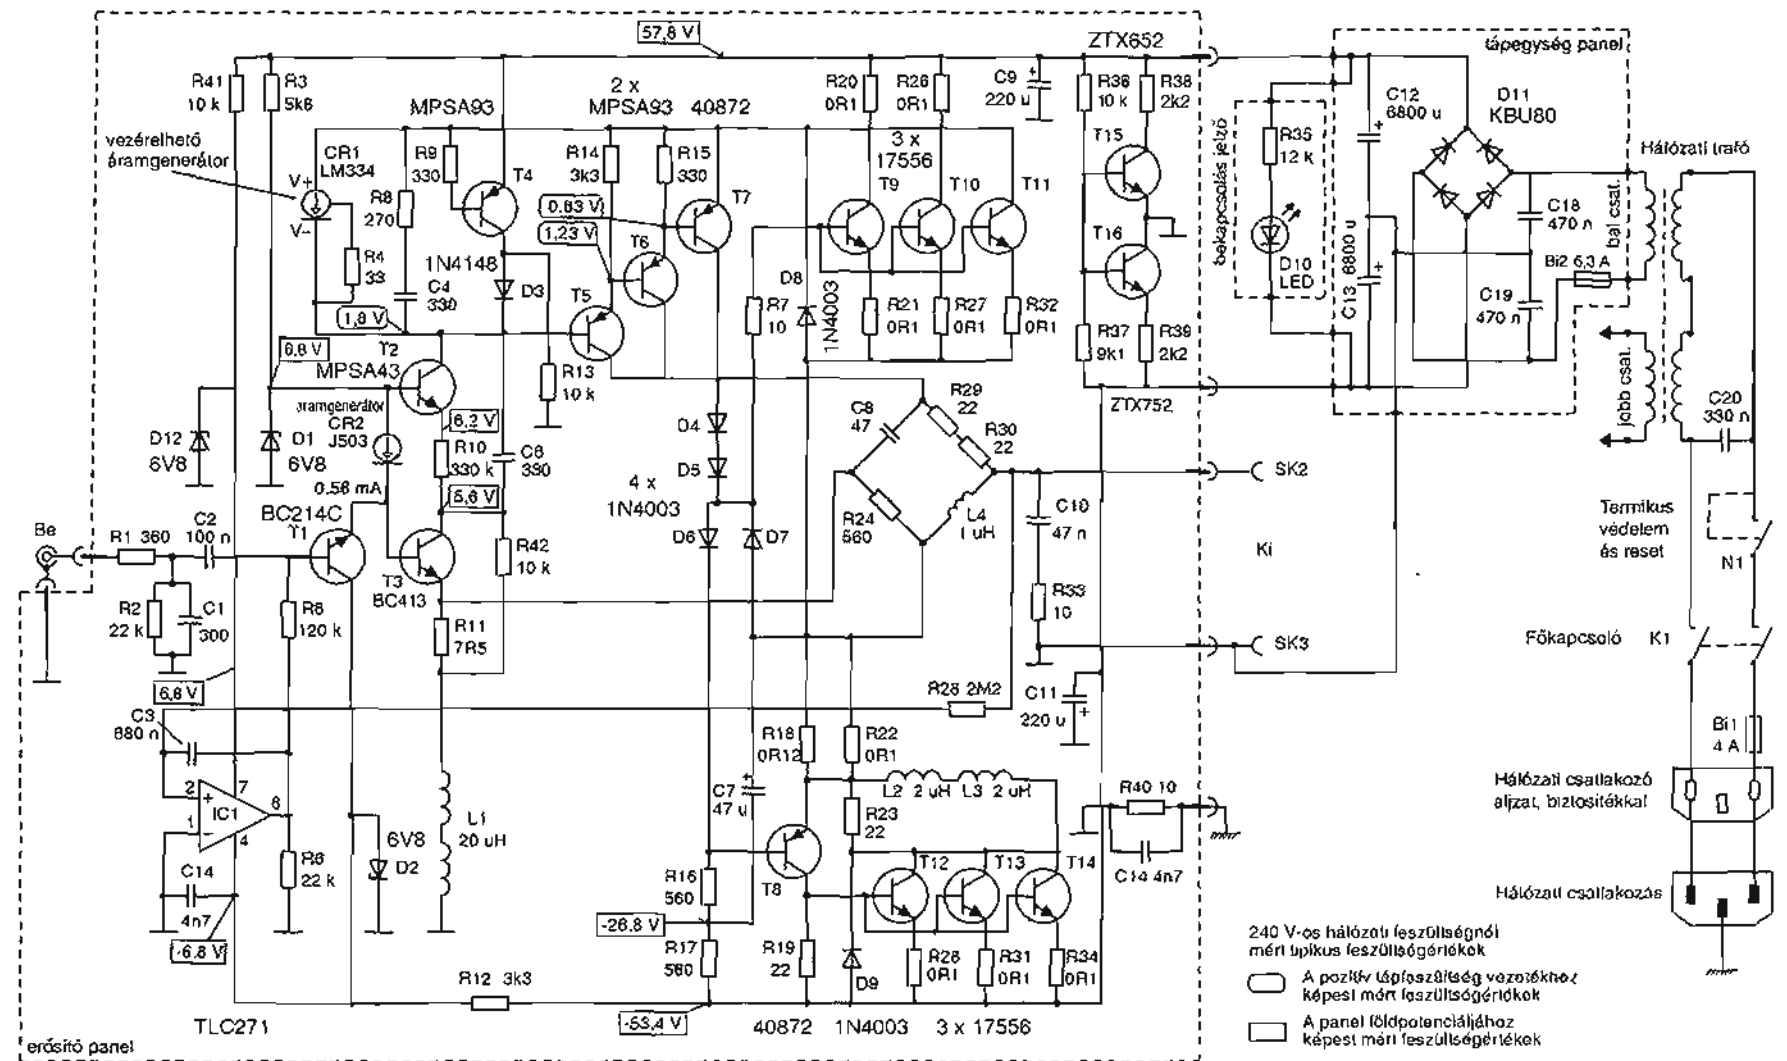 57,8 V
ZTX652
tápegység panel
R41
10 k
R3
5k6
MPSA93
2 x
MPSA93
40872
R20
0R1
R26
0R1
C9
220 u
+
R36
10 k
R38
2k2
C12
6800 u
+
D11
KBU80
vezérelhető
áramgenerátor
CR1
LM334
V+
V-
R9
330
R8
270
T4
R14
3k3
R15
330
3 x
17556
T9
T10
T11
T15
R35
12 k
bekapcsolás jelző
Hálózati trafó
0,83 V
1,23 V
T7
T6
T16
C18
470 n
bal csat.
R4
33
C4
330
1N4148
D3
T5
R7
10
D8
1N4003
R21
0R1
R27
0R1
R32
0R1
D10
LED
C13 6800 u
+
Bi2 6,3 A
C19
470 n
1,8 V
6,8 V
T2
MPSA43
R13
10 k
R37
9k1
R39
2k2
jobb csat.
áramgenerátor
CR2
J503
6,2 V
D4
C8
47
R29
22
R30
22
ZTX752
C20
330 n
D12
6V8
D1
6V8
R10
330 k
C6
330
D5
0.56 mA
5,6 V
4 x
1N4003
SK2
Be
C2
100 n
BC214C
T1
R1 360
D6
D7
R24
560
L4
1 uH
C10
47 n
Ki
Termikus
védelem
és reset
N1
R42
10 k
T3
BC413
R2
22 k
C1
300
R8
120 k
R11
7R5
R33
10
SK3
Főkapcsoló
K1
6,8 V
R28 2M2
C11
220 u
+
C3
680 n
R18
0R12
R22
0R1
Bi1
4 A
2
+
7
IC1
6
1
-
4
L1
20 uH
C7
47 u
+
L2
2 uH
L3
2 uH
R40 10
Hálózati csatlakozó
aljzat, biztosítékkal
6V8
D2
R23
22
C14
4n7
R6
22 k
R16
560
T8
T12
T13
T14
C14 4n7
Hálózati csatlakozás
-6.8 V
-26,8 V
R17
560
R19
22
D9
R28
0R1
R31
0R1
R34
0R1
240 V-os hálózati feszültségnél
mért tipikus feszültségértékek
A pozitív tápfeszültség vezetékhez
képest mért feszültségértékek
R12 3k3
-53,4 V
TLC271
40872
1N4003
3 x 17556
A panel földpotenciáljához
képest mért feszültségértékek
erősítő panel